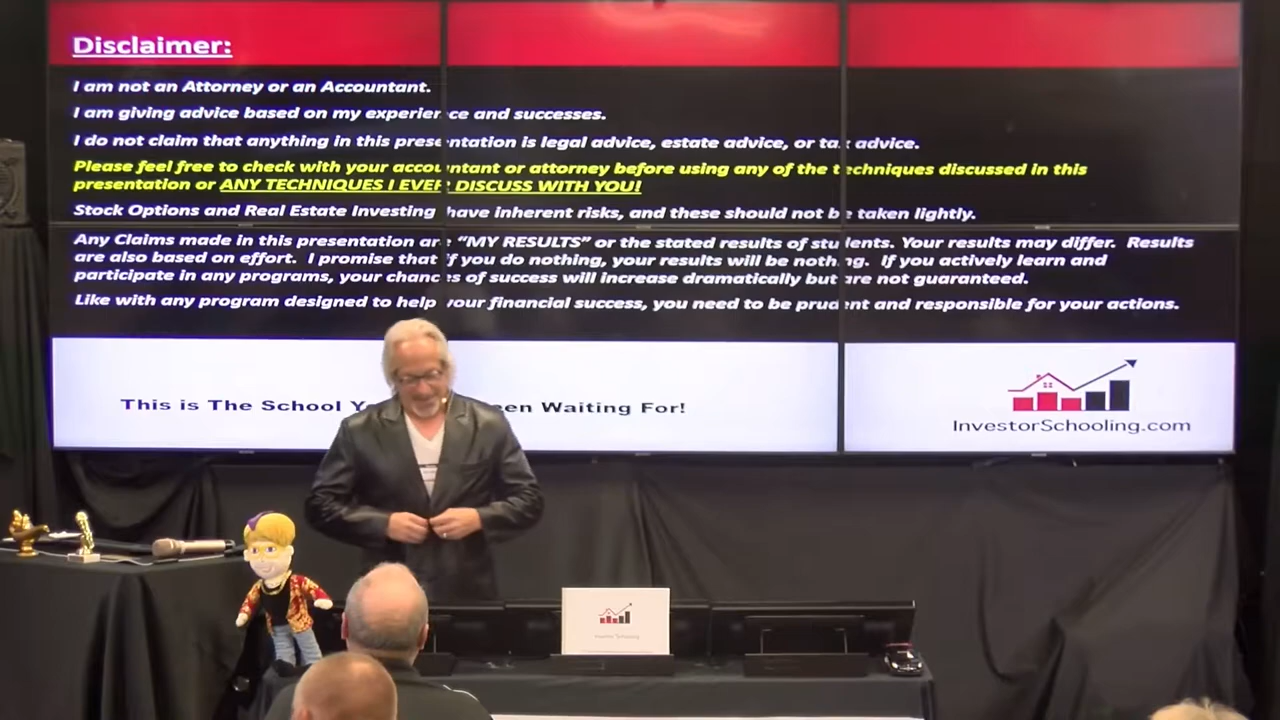 Disclaimer:
I am not an Attorney or an Accountant.
I am giving advice based on my experience and successes.
I do not claim that anything in this presentation is legal advice, estate advice, or tax advice.
Please feel free to check with your accountant or attorney before using any of the techniques discussed in this
presentation or ANY TECHNIQUES I EVER DISCUSS WITH YOU!
Stock Options and Real Estate Investing have inherent risks, and these should not be taken lightly.
Any Claims made in this presentation are “MY RESULTS” or the stated results of students. Your results may differ. Results
are also based on effort. I promise that if you do nothing, your results will be nothing. If you actively learn and
participate in any programs, your chances of success will increase dramatically but are not guaranteed.
Like with any program designed to help your financial success, you need to be prudent and responsible for your actions.
This is The School Waiting For!
InvestorSchooling.com
Investor Schooling